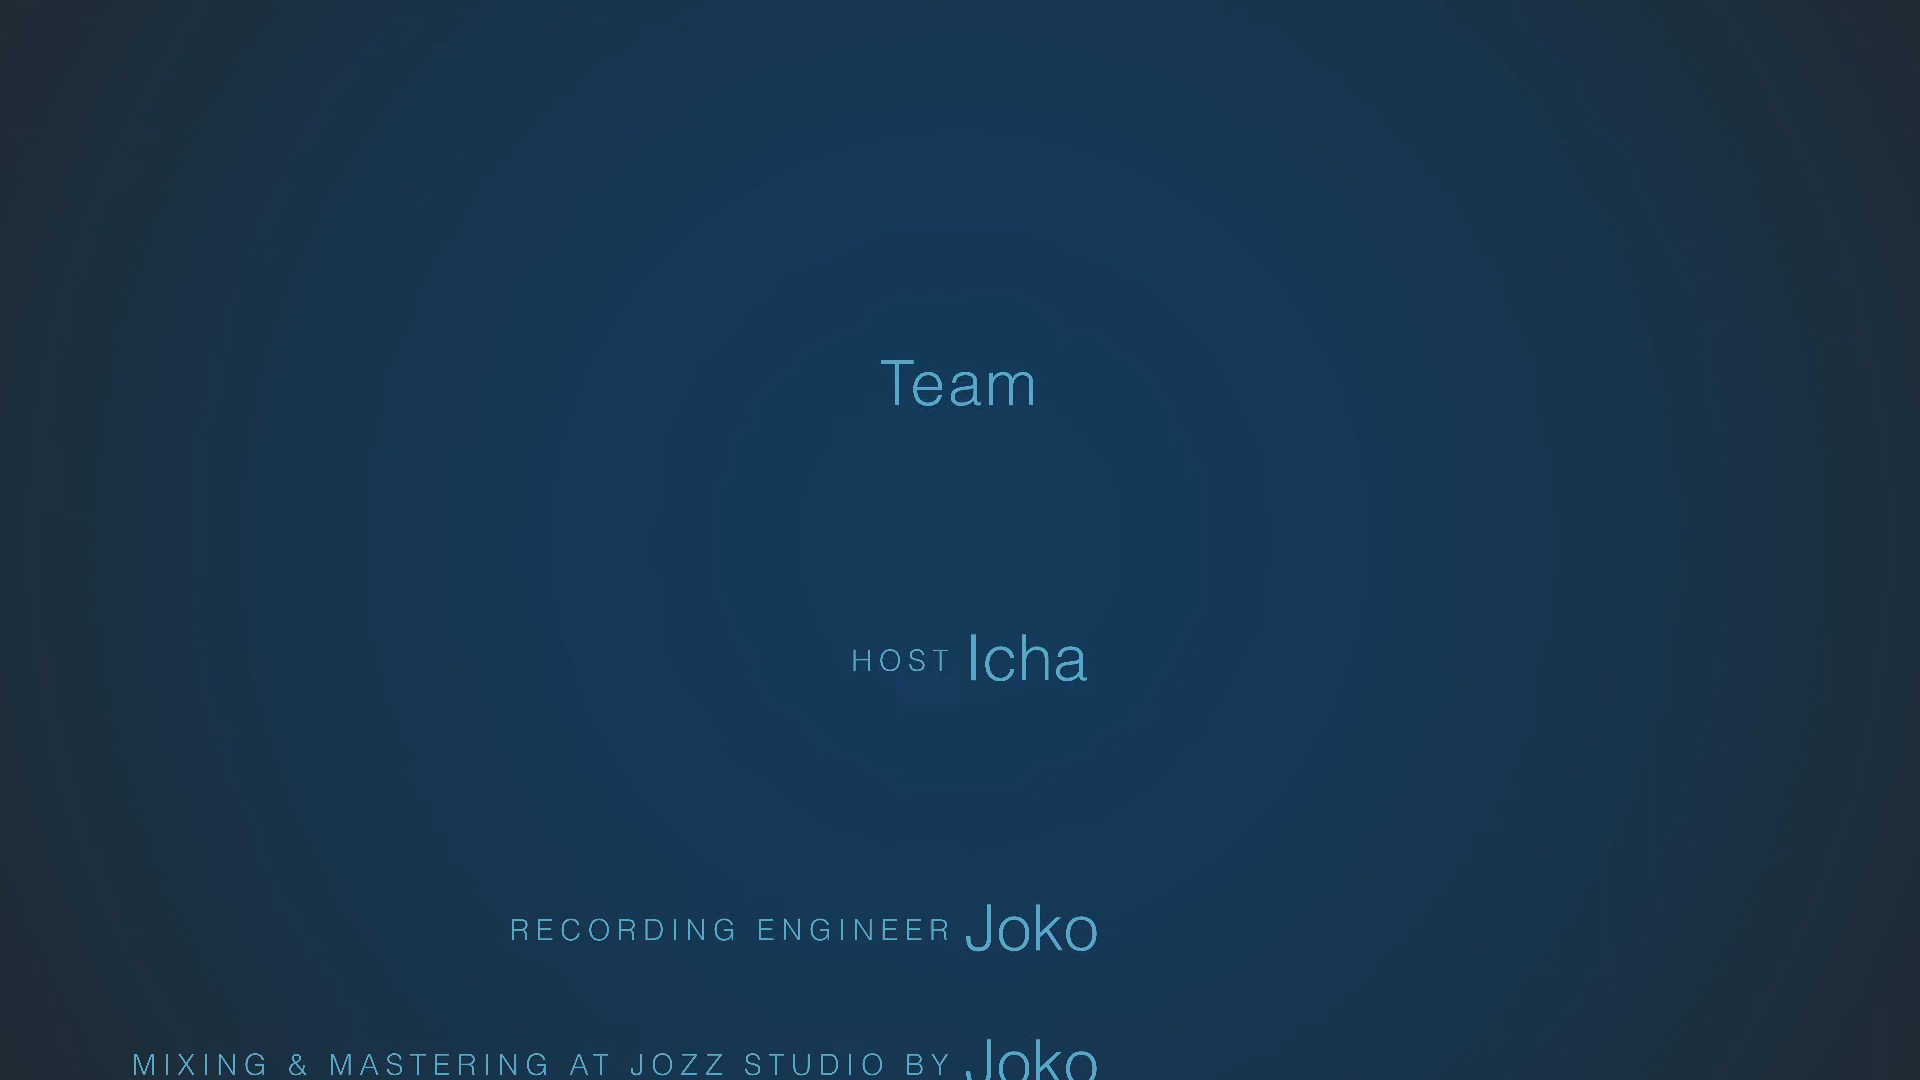 Team
HOST Icha
RECORDING ENGINEER Joko
MIXING & MASTERING AT JOZZ STUDIO BY Joko